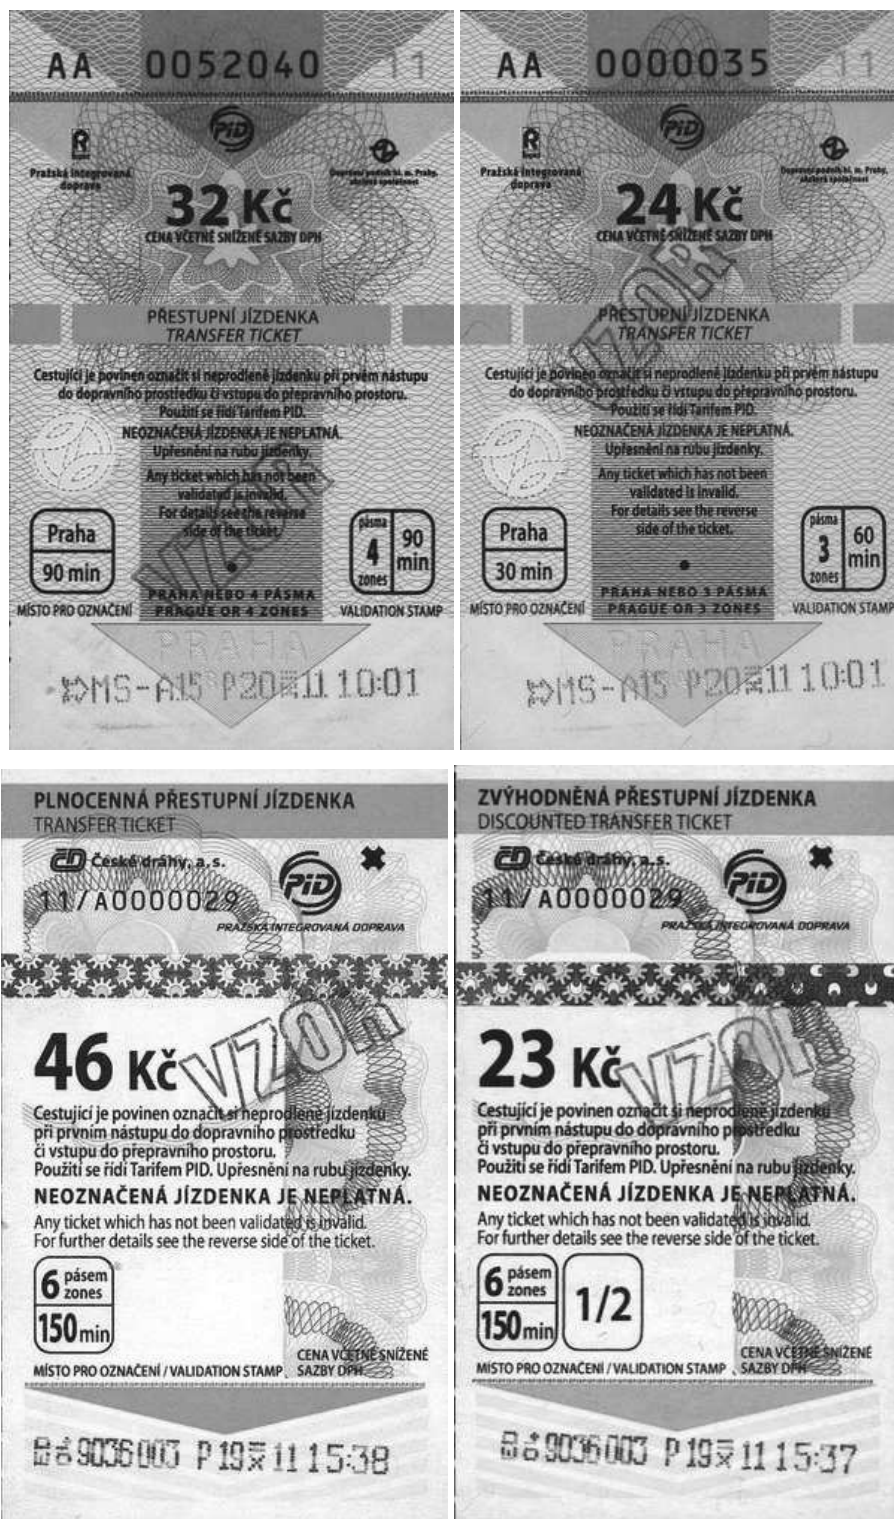 AA 0052040 11
PiD
Pražská integrovaná
doprava
32 Kč
CENA VČETNĚ SNÍŽENÉ SAZBY DPH
PŘESTUPNÍ JÍZDENKA
TRANSFER TICKET
Cestující je povinen označit si neprodleně jízdenku při prvém nástupu
do dopravního prostředku či vstupu do přepravního prostoru.
Použití se řídí Tarifem PID.
NEOZNAČENÁ JÍZDENKA JE NEPLATNÁ.
Upřesnění na rubu jízdenky.
Any ticket which has not been
validated is invalid.
For details see the reverse
side of the ticket.
VZOR
Praha
90 min
pásma
4
zones
90
min
PRAHA NEBO 4 PÁSMA
PRAGUE OR 4 ZONES
MÍSTO PRO OZNAČENÍ
VALIDATION STAMP
PRAHA
MS-A15 P20 11 10:01
AA 0000035 11
PiD
Pražská integrovaná
doprava
Dopravní podnik hl. m. Prahy,
akciová společnost
24 Kč
CENA VČETNĚ SNÍŽENÉ SAZBY DPH
VZOR
PŘESTUPNÍ JÍZDENKA
TRANSFER TICKET
Cestující je povinen označit si neprodleně jízdenku při prvém nástupu
do dopravního prostředku či vstupu do přepravního prostoru.
Použití se řídí Tarifem PID.
NEOZNAČENÁ JÍZDENKA JE NEPLATNÁ.
Upřesnění na rubu jízdenky.
Any ticket which has not been
validated is invalid.
For details see the reverse
side of the ticket.
Praha
30 min
pásma
3
zones
60
min
PRAHA NEBO 3 PÁSMA
PRAGUE OR 3 ZONES
MÍSTO PRO OZNAČENÍ
VALIDATION STAMP
PRAHA
MS-A15 P20 11 10:01
PLNOCENNÁ PŘESTUPNÍ JÍZDENKA
TRANSFER TICKET
ČD České dráhy, a.s.
PiD
11/A0000029
PRAŽSKÁ INTEGROVANÁ DOPRAVA
46 Kč
VZOR
Cestující je povinen označit si neprodleně jízdenku
při prvním nástupu do dopravního prostředku
či vstupu do přepravního prostoru.
Použití se řídí Tarifem PID. Upřesnění na rubu jízdenky.
NEOZNAČENÁ JÍZDENKA JE NEPLATNÁ.
Any ticket which has not been validated is invalid.
For further details see the reverse side of the ticket.
6 pásem
zones
150 min
CENA VČETNĚ SNÍŽENÉ
SAZBY DPH
MÍSTO PRO OZNAČENÍ / VALIDATION STAMP
9036003 P 19 11 15:38
ZVÝHODNĚNÁ PŘESTUPNÍ JÍZDENKA
DISCOUNTED TRANSFER TICKET
ČD České dráhy, a.s.
PiD
11/A0000029
PRAŽSKÁ INTEGROVANÁ DOPRAVA
23 Kč
VZOR
Cestující je povinen označit si neprodleně jízdenku
při prvním nástupu do dopravního prostředku
či vstupu do přepravního prostoru.
Použití se řídí Tarifem PID. Upřesnění na rubu jízdenky.
NEOZNAČENÁ JÍZDENKA JE NEPLATNÁ.
Any ticket which has not been validated is invalid.
For further details see the reverse side of the ticket.
6 pásem
zones
150 min
1/2
CENA VČETNĚ SNÍŽENÉ
SAZBY DPH
MÍSTO PRO OZNAČENÍ / VALIDATION STAMP
9036003 P 19 11 15:37